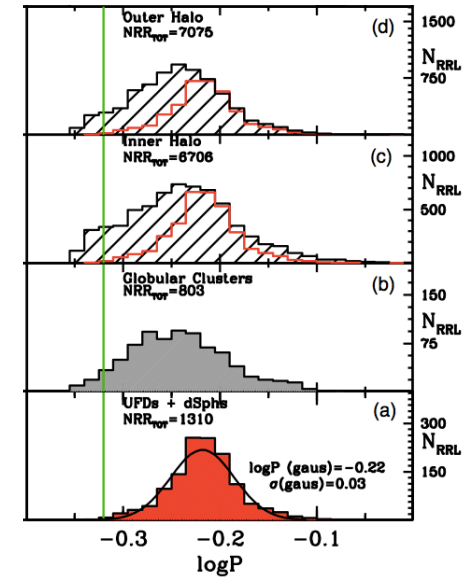 Outer Halo
NRR_TOT=7075
(d)
1500
N_RRL
750
Inner Halo
NRR_TOT=6706
(c)
1000
N_RRL
500
Globular Clusters
NRR_TOT=803
(b)
150
N_RRL
75
UFDs + dSphs
NRR_TOT=1310
(a)
300
N_RRL
logP (gaus)=-0.22
σ(gaus)=0.03
150
-0.3
-0.2
-0.1
logP